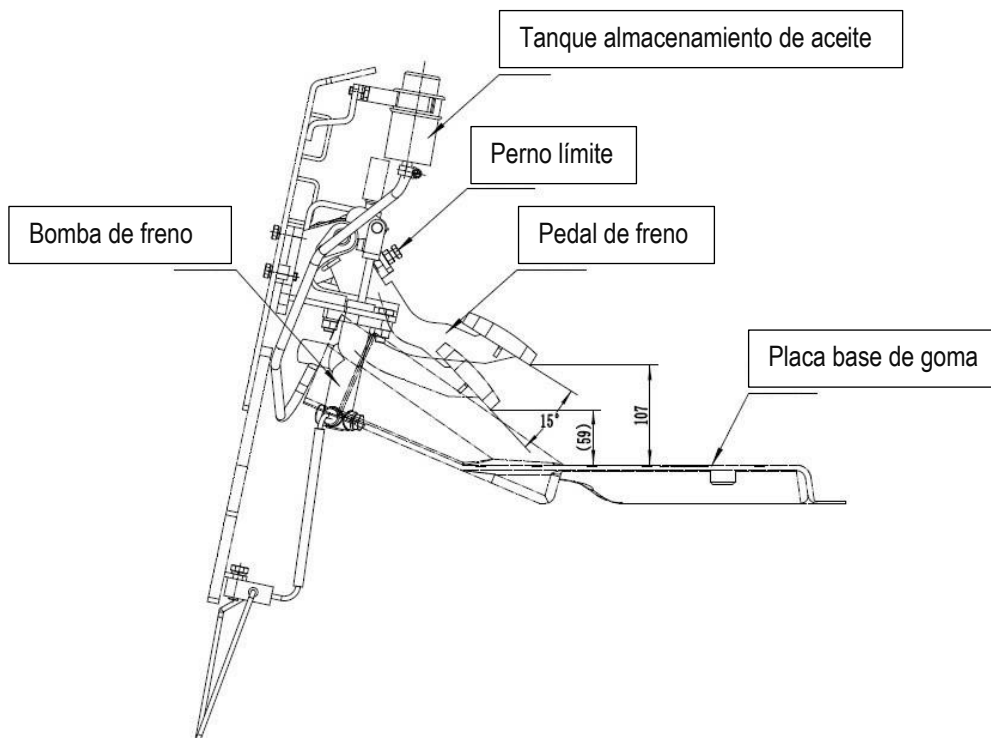 Tanque almacenamiento de aceite
Perno límite
Bomba de freno
Pedal de freno
Placa base de goma
15°
(59)
107